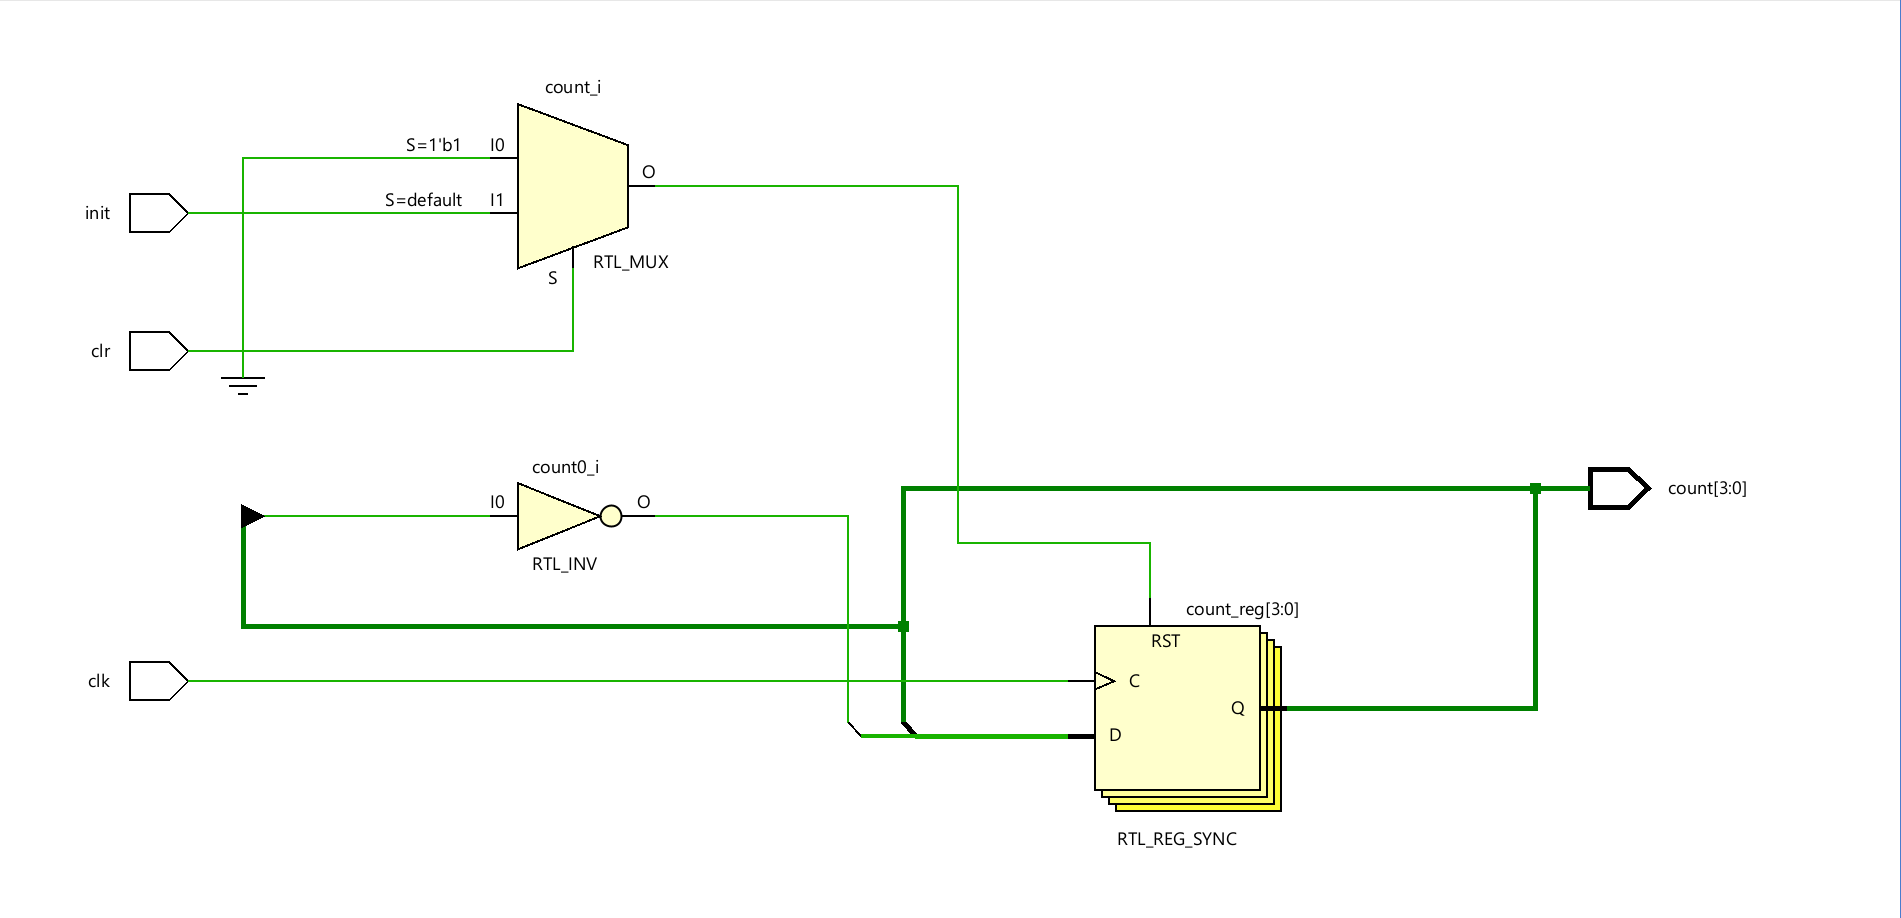 count_i
S=1'b1
I0
O
init
S=default
I1
S
RTL_MUX
clr
count0_i
I0
O
RTL_INV
count[3:0]
count_reg[3:0]
RST
clk
C
Q
D
RTL_REG_SYNC